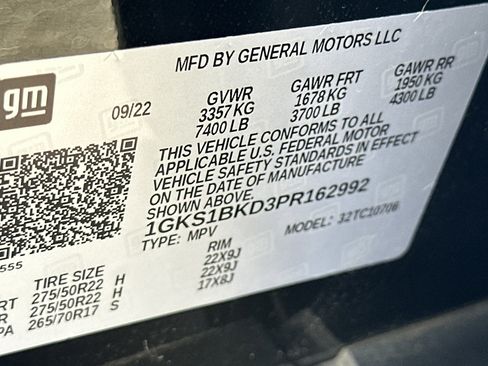 MFD BY GENERAL MOTORS LLC
gm
09/22
GVWR GAWR FRT GAWR RR
3357 KG 1678 KG 1950 KG
7400 LB 3700 LB 4300 LB
THIS VEHICLE CONFORMS TO ALL
APPLICABLE U.S. FEDERAL MOTOR
VEHICLE SAFETY STANDARDS IN EFFECT
ON THE DATE OF MANUFACTURE
SHOWN ABOVE.
1GKS1BKD3PR162992
TYPE: MPV MODEL: 32TC10706
555
TIRE SIZE RIM
RT 275/50R22 H 22X9J
R 275/50R22 H 22X9J
PA 265/70R17 S 17X8J